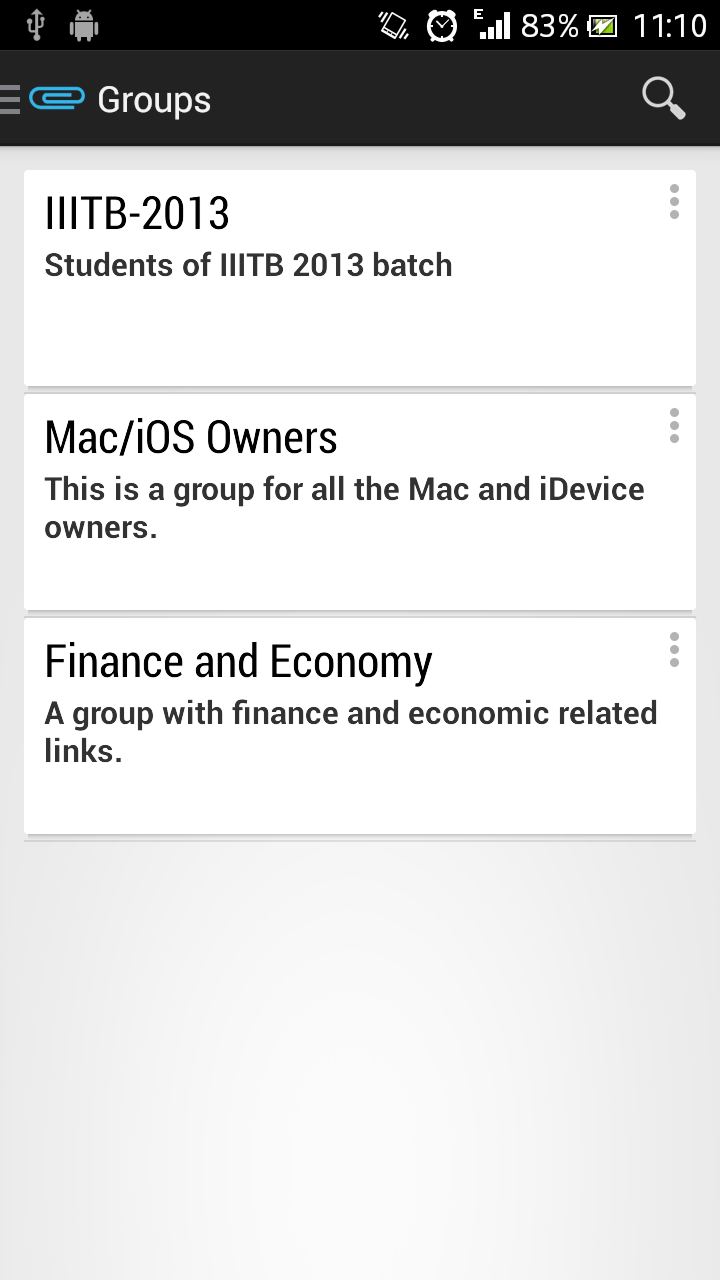 E 83% 11:10
Groups
IIITB-2013
Students of IIITB 2013 batch
Mac/iOS Owners
This is a group for all the Mac and iDevice
owners.
Finance and Economy
A group with finance and economic related
links.